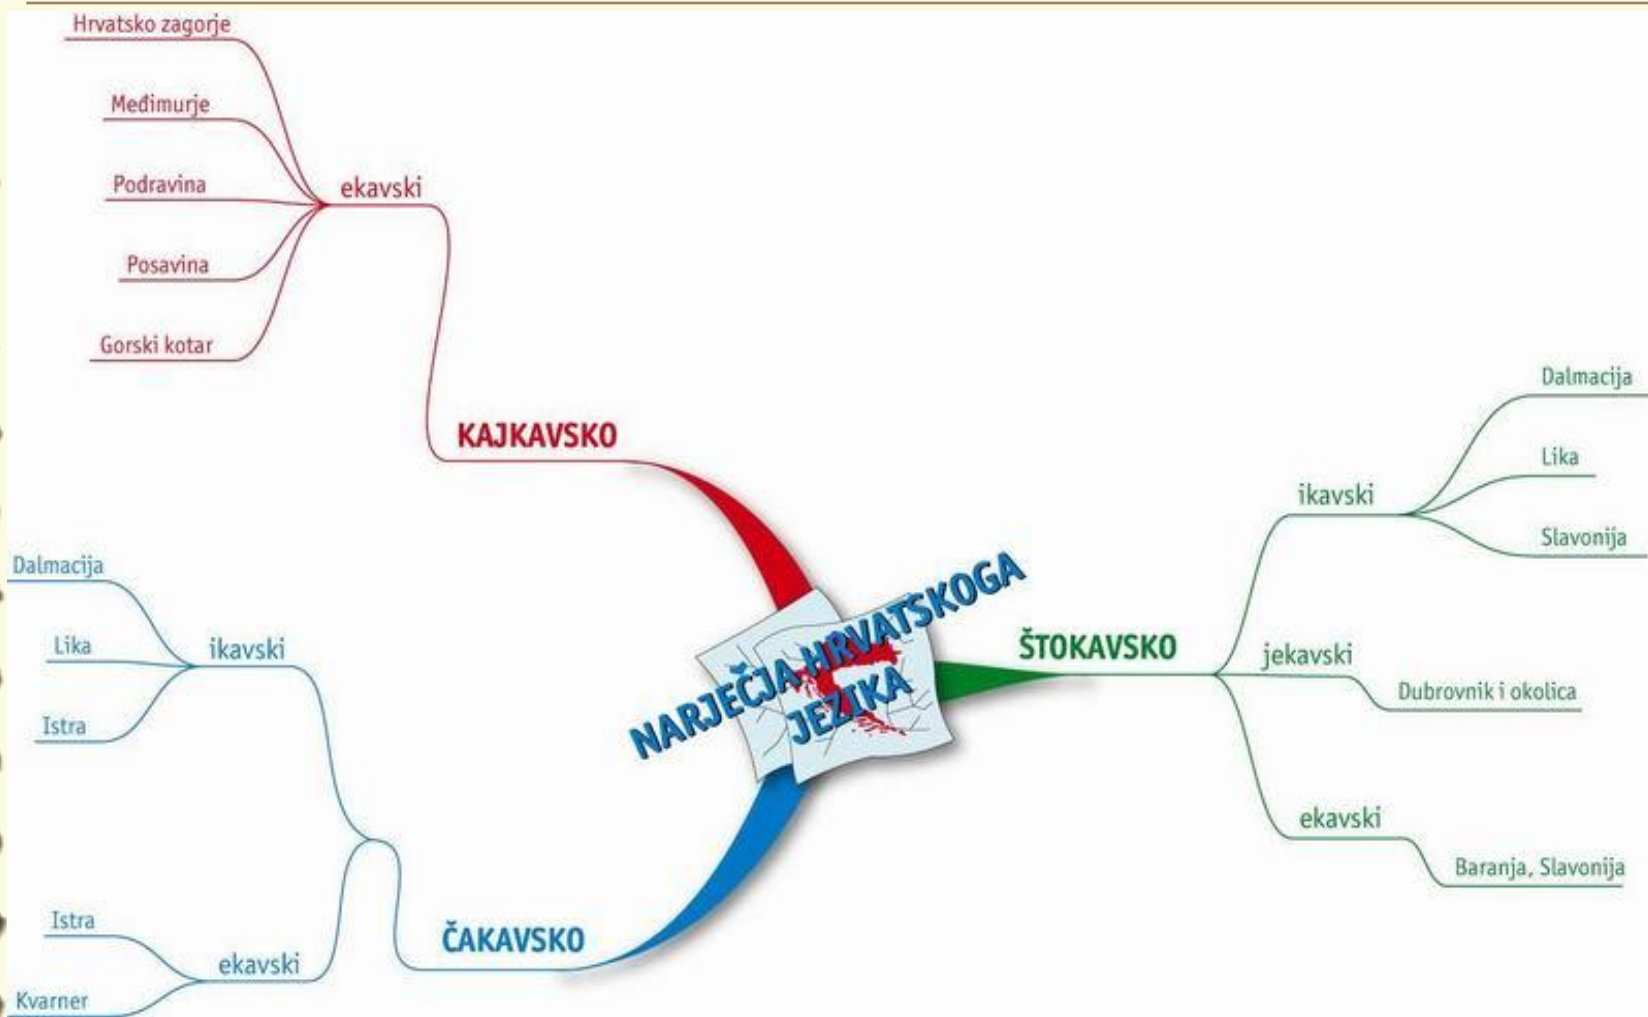 Hrvatsko zagorje
Međimurje
Podravina
Posavina
Gorski kotar
ekavski
KAJKAVSKO
Dalmacija
Lika
Istra
ikavski
Istra
Kvarner
ekavski
ČAKAVSKO
NARJEČJA HRVATSKOGA
JEZIKA
ŠTOKAVSKO
ikavski
Dalmacija
Lika
Slavonija
jekavski
Dubrovnik i okolica
ekavski
Baranja, Slavonija